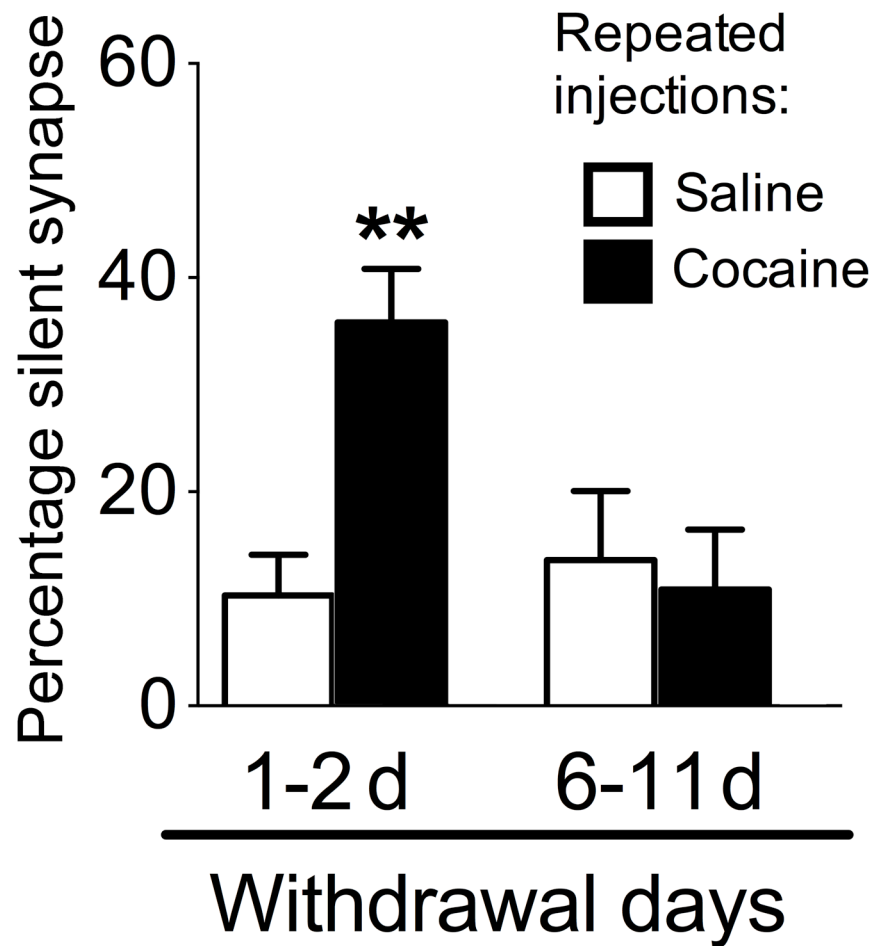 Percentage silent synapse
60
40
20
0
**
Repeated
injections:
Saline
Cocaine
1-2 d
6-11 d
Withdrawal days